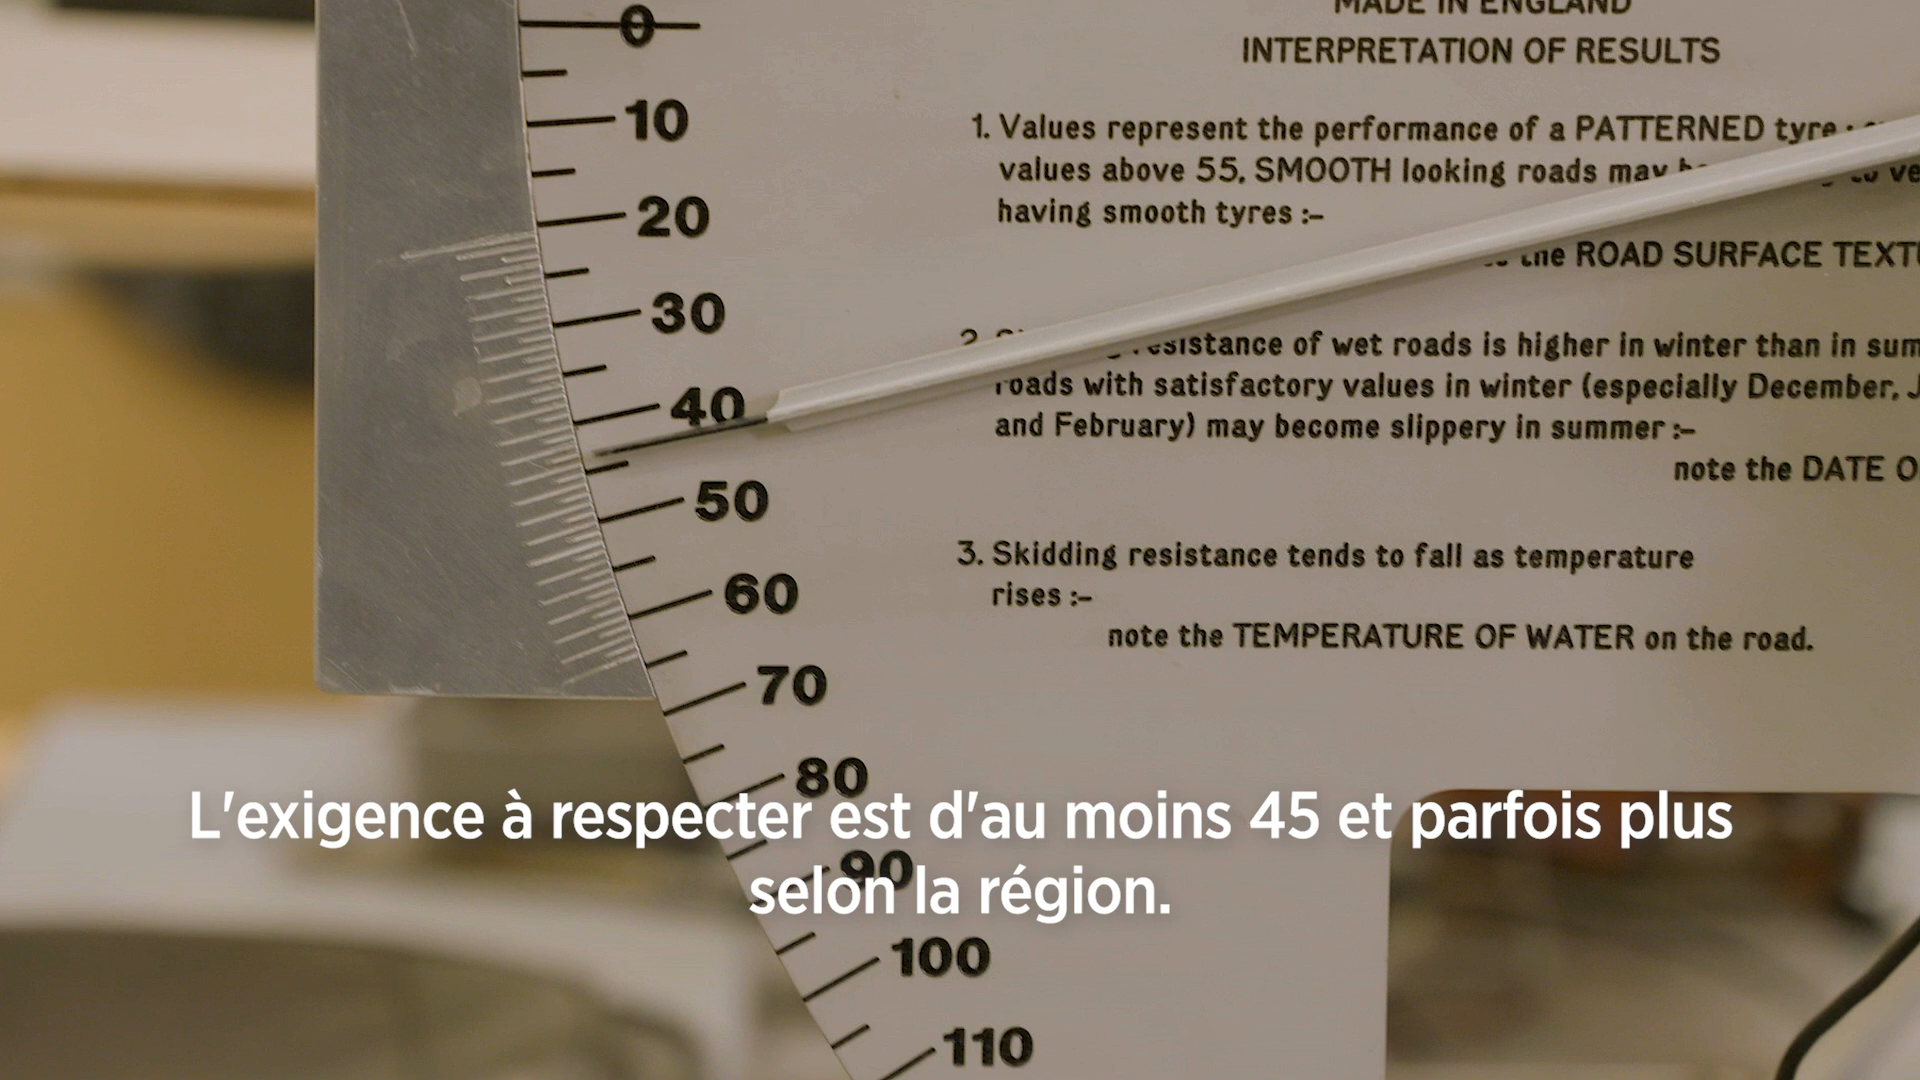 MADE IN ENGLAND
INTERPRETATION OF RESULTS
1. Values represent the performance of a PATTERNED tyre
values above 55, SMOOTH looking roads may
having smooth tyres :–
the ROAD SURFACE
2.
of wet roads is higher in winter than in
roads with satisfactory values in winter (especially December,
and February) may become slippery in summer :–
note the DATE
3. Skidding resistance tends to fall as temperature
rises :–
note the TEMPERATURE OF WATER on the road.
0
10
20
30
40
50
60
70
80
90
100
110
L'exigence à respecter est d'au moins 45 et parfois plus
selon la région.